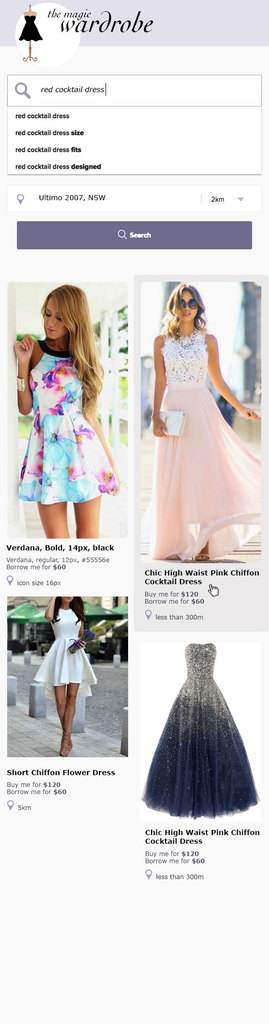 the magic
wardrobe
red cocktail dress
red cocktail dress
red cocktail dress size
red cocktail dress fits
red cocktail dress designed
Ultimo 2007, NSW
2km
Search
Verdana, Bold, 14px, black
Verdana, regular, 12px, #55556e
Borrow me for $60
icon size 16px
Chic High Waist Pink Chiffon
Cocktail Dress
Buy me for $120
Borrow me for $60
less than 300m
Short Chiffon Flower Dress
Buy me for $120
Borrow me for $60
5km
Chic High Waist Pink Chiffon
Cocktail Dress
Buy me for $120
Borrow me for $60
less than 300m